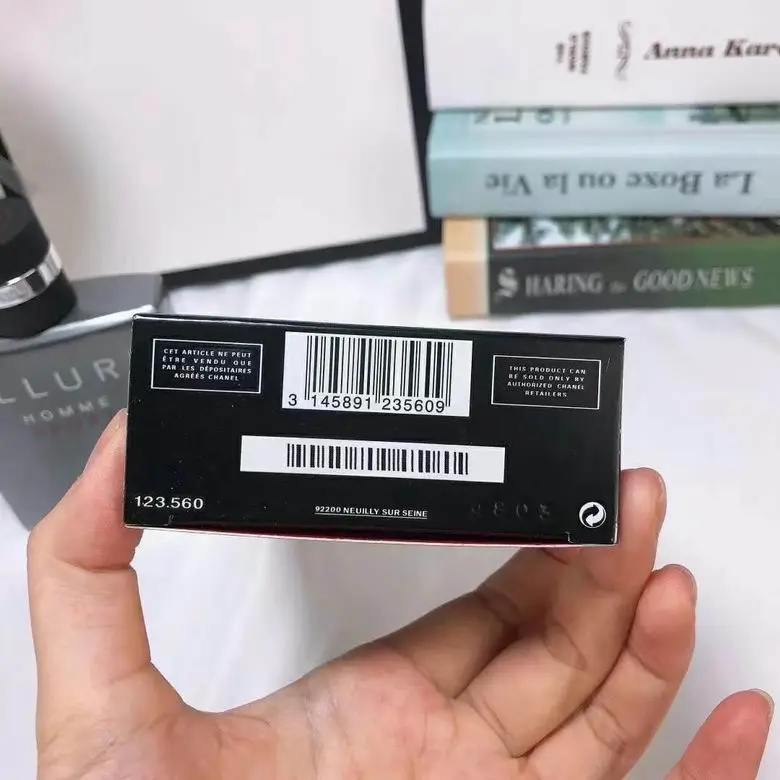 Anna Kar
La Boxe ou la Vie
SHARING the GOOD NEWS
LLUR
HOMME
CET ARTICLE NE PEUT
ÊTRE VENDU QUE
PAR LES DÉPOSITAIRES
AGRÉÉS CHANEL
3 145891 235609
THIS PRODUCT CAN
BE SOLD ONLY BY
AUTHORIZED CHANEL
RETAILERS
123.560
92200 NEUILLY SUR SEINE